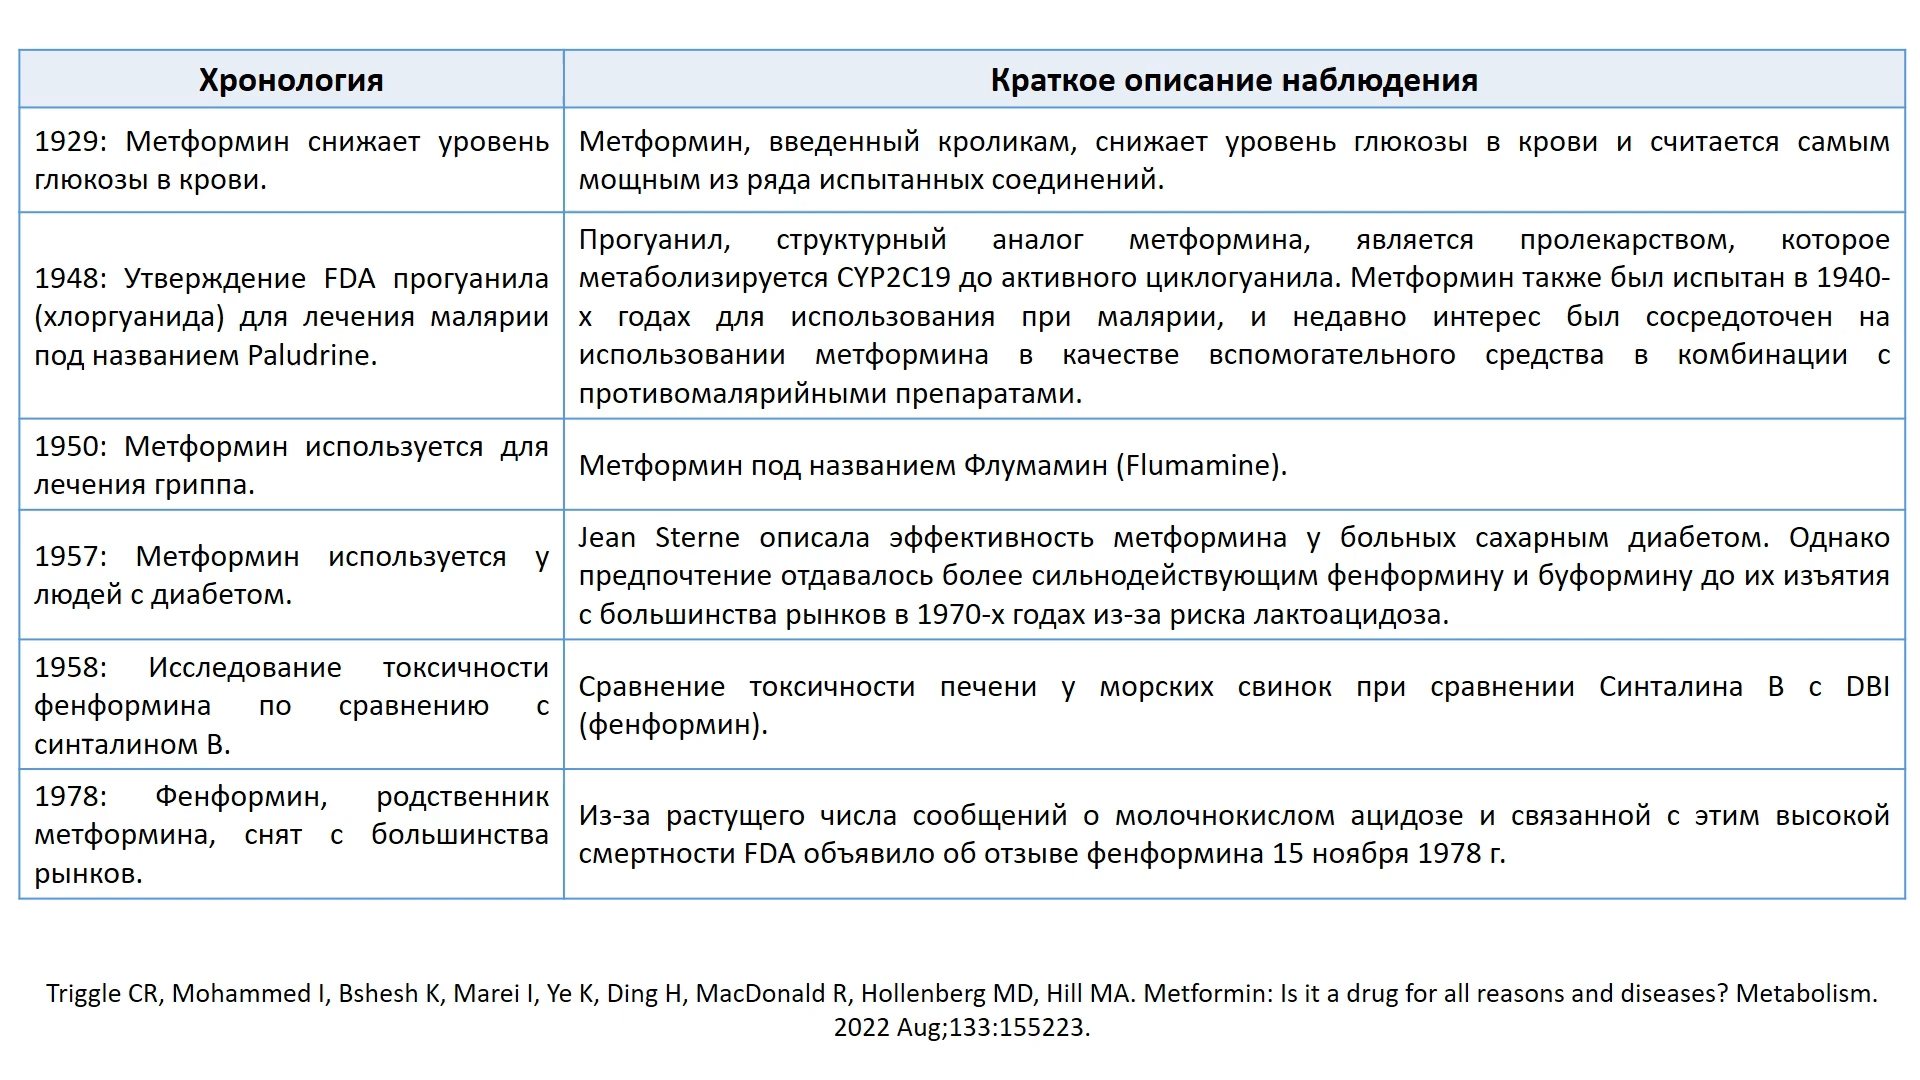 Хронология
Краткое описание наблюдения
1929: Метформин снижает уровень
глюкозы в крови.
Метформин, введенный кроликам, снижает уровень глюкозы в крови и считается самым
мощным из ряда испытанных соединений.
1948: Утверждение FDA прогуанила
(хлоргуанида) для лечения малярии
под названием Paludrine.
Прогуанил, структурный аналог метформина, является пролекарством, которое
метаболизируется CYP2C19 до активного циклогуанила. Метформин также был испытан в 1940-
х годах для использования при малярии, и недавно интерес был сосредоточен на
использовании метформина в качестве вспомогательного средства в комбинации с
противомалярийными препаратами.
1950: Метформин используется для
лечения гриппа.
Метформин под названием Флумамин (Flumamine).
1957: Метформин используется у
людей с диабетом.
Jean Sterne описала эффективность метформина у больных сахарным диабетом. Однако
предпочтение отдавалось более сильнодействующим фенформину и буформину до их изъятия
с большинства рынков в 1970-х годах из-за риска лактоацидоза.
1958: Исследование токсичности
фенформина по сравнению с
синталином В.
Сравнение токсичности печени у морских свинок при сравнении Синталина В с DBI
(фенформин).
1978: Фенформин, родственник
метформина, снят с большинства
рынков.
Из-за растущего числа сообщений о молочнокислом ацидозе и связанной с этим высокой
смертности FDA объявило об отзыве фенформина 15 ноября 1978 г.
Triggle CR, Mohammed I, Bshesh K, Marei I, Ye K, Ding H, MacDonald R, Hollenberg MD, Hill MA. Metformin: Is it a drug for all reasons and diseases? Metabolism.
2022 Aug;133:155223.